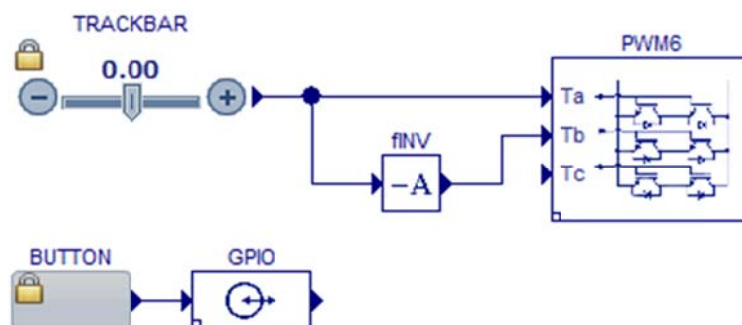 TRACKBAR
0.00
PWM6
Ta
Tb
Tc
fINV
-A
BUTTON
GPIO